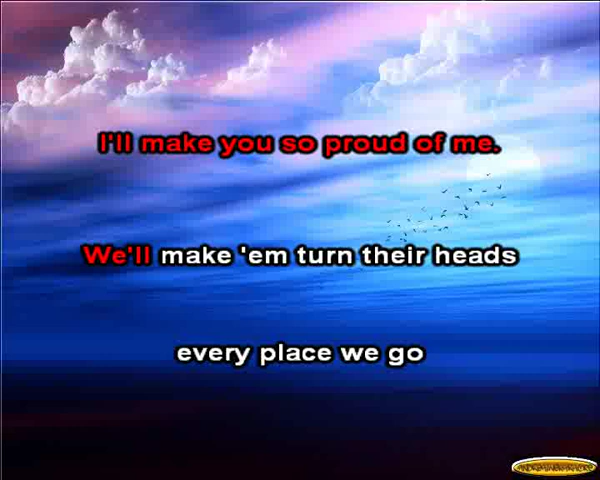 I'll make you so proud of me.
We'll make 'em turn their heads
every place we go